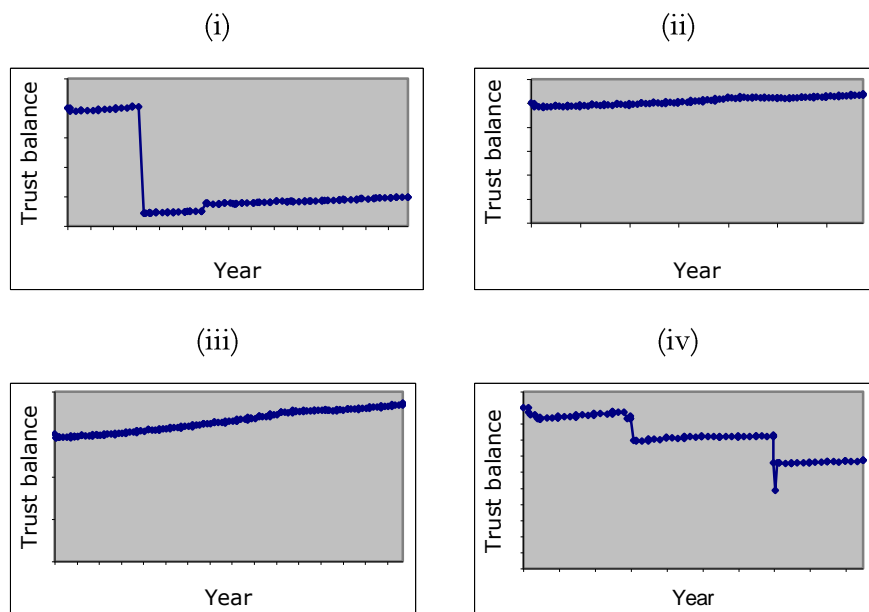 (i)
Trust balance
Year
(ii)
Trust balance
Year
(iii)
Trust balance
Year
(iv)
Trust balance
Year